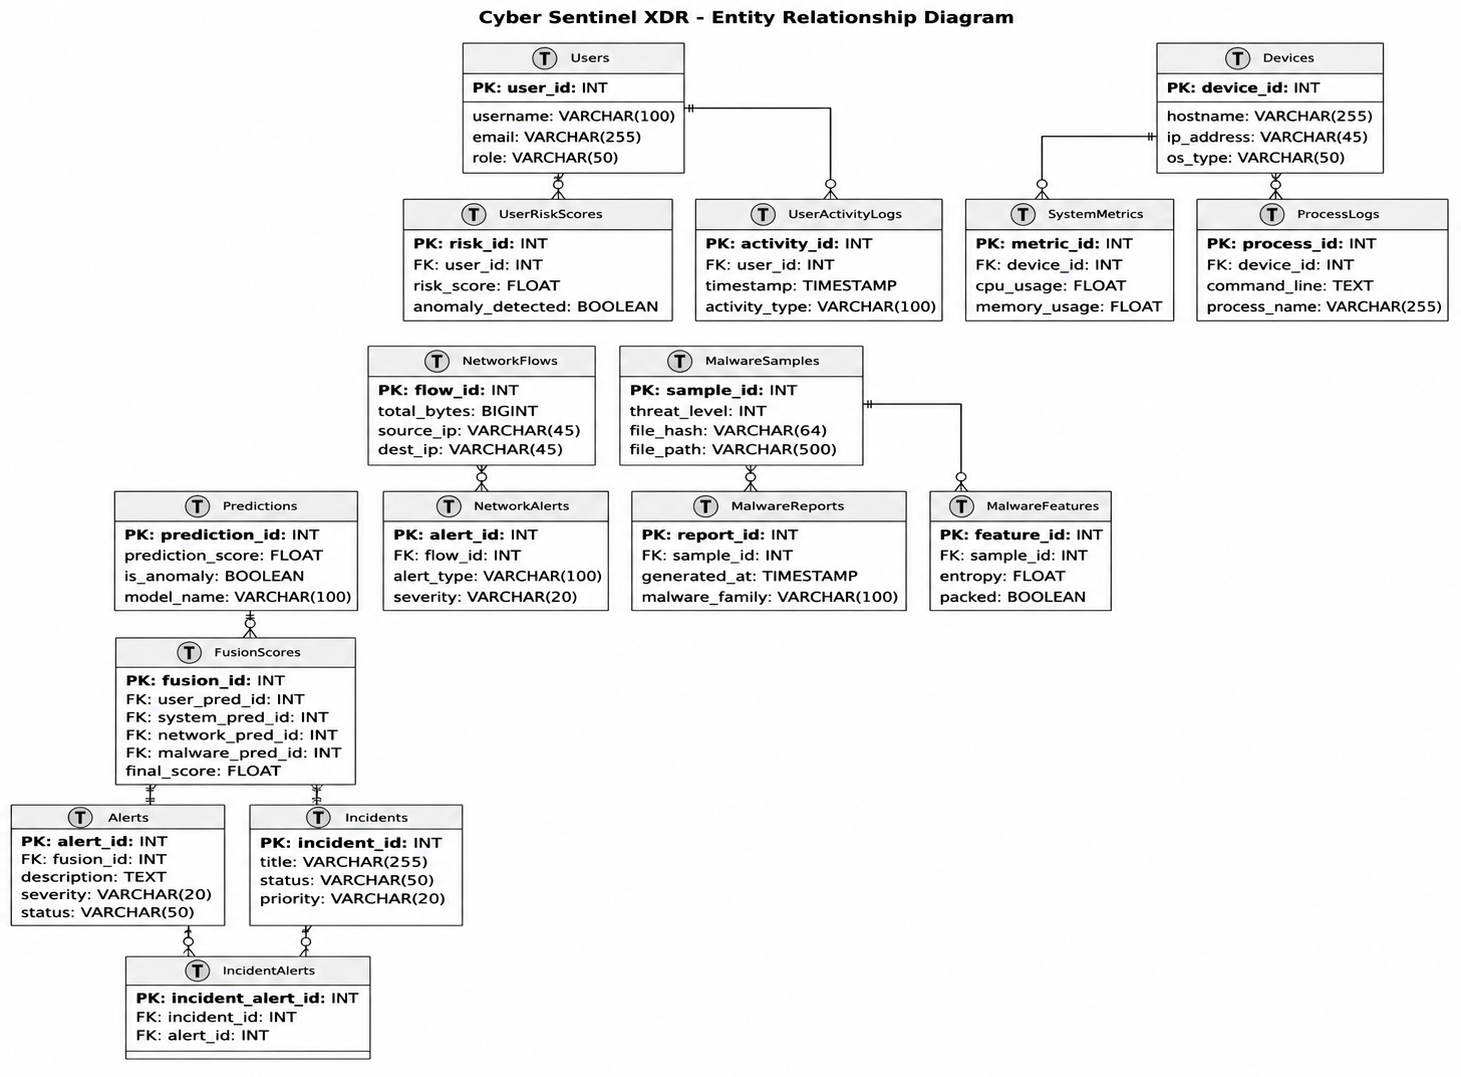 Cyber Sentinel XDR - Entity Relationship Diagram
T Users
PK: user_id: INT
username: VARCHAR(100)
email: VARCHAR(255)
role: VARCHAR(50)
T Devices
PK: device_id: INT
hostname: VARCHAR(255)
ip_address: VARCHAR(45)
os_type: VARCHAR(50)
T UserRiskScores
PK: risk_id: INT
FK: user_id: INT
risk_score: FLOAT
anomaly_detected: BOOLEAN
T UserActivityLogs
PK: activity_id: INT
FK: user_id: INT
timestamp: TIMESTAMP
activity_type: VARCHAR(100)
T SystemMetrics
PK: metric_id: INT
FK: device_id: INT
cpu_usage: FLOAT
memory_usage: FLOAT
T ProcessLogs
PK: process_id: INT
FK: device_id: INT
command_line: TEXT
process_name: VARCHAR(255)
T NetworkFlows
PK: flow_id: INT
total_bytes: BIGINT
source_ip: VARCHAR(45)
dest_ip: VARCHAR(45)
T MalwareSamples
PK: sample_id: INT
threat_level: INT
file_hash: VARCHAR(64)
file_path: VARCHAR(500)
T Predictions
PK: prediction_id: INT
prediction_score: FLOAT
is_anomaly: BOOLEAN
model_name: VARCHAR(100)
T NetworkAlerts
PK: alert_id: INT
FK: flow_id: INT
alert_type: VARCHAR(100)
severity: VARCHAR(20)
T MalwareReports
PK: report_id: INT
FK: sample_id: INT
generated_at: TIMESTAMP
malware_family: VARCHAR(100)
T MalwareFeatures
PK: feature_id: INT
FK: sample_id: INT
entropy: FLOAT
packed: BOOLEAN
T FusionScores
PK: fusion_id: INT
FK: user_pred_id: INT
FK: system_pred_id: INT
FK: network_pred_id: INT
FK: malware_pred_id: INT
final_score: FLOAT
T Alerts
PK: alert_id: INT
FK: fusion_id: INT
description: TEXT
severity: VARCHAR(20)
status: VARCHAR(50)
T Incidents
PK: incident_id: INT
title: VARCHAR(255)
status: VARCHAR(50)
priority: VARCHAR(20)
T IncidentAlerts
PK: incident_alert_id: INT
FK: incident_id: INT
FK: alert_id: INT